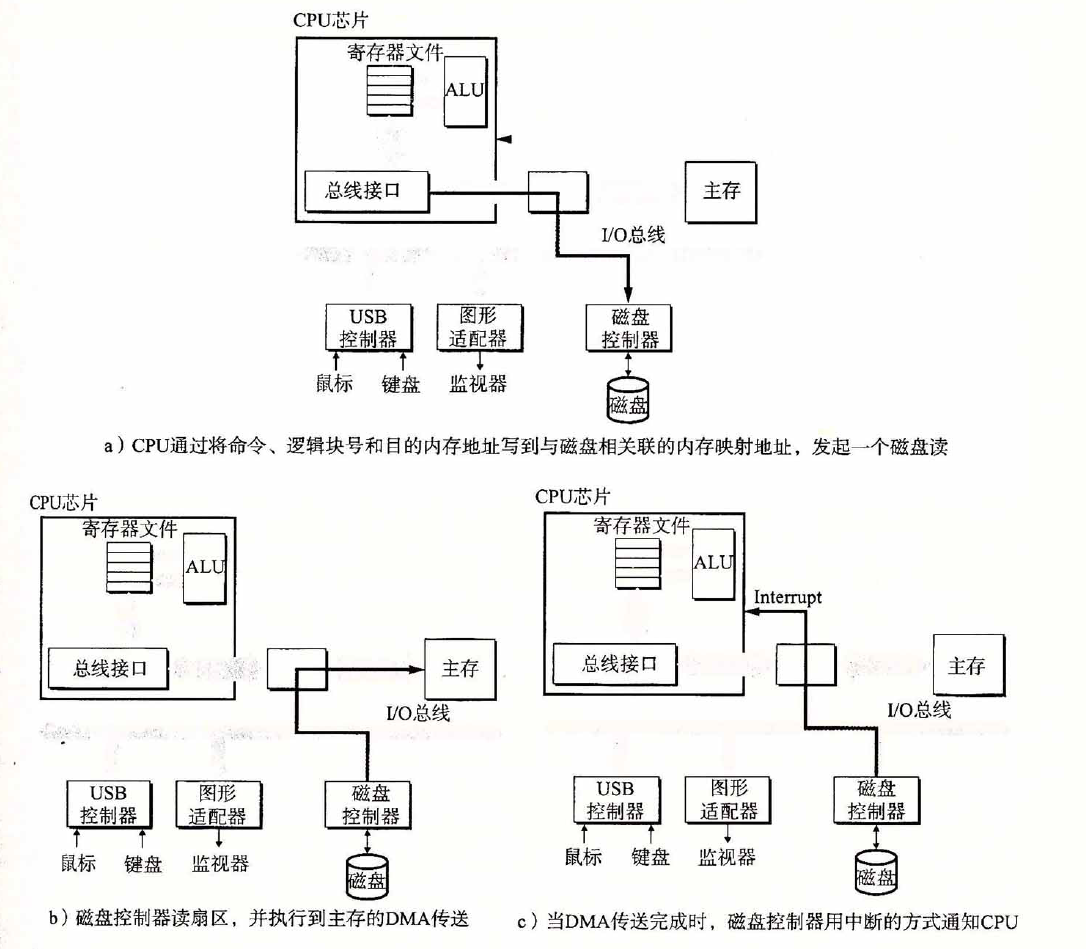 CPU芯片
寄存器文件
ALU
总线接口
主存
I/O总线
USB
控制器
图形
适配器
磁盘
控制器
鼠标
键盘
监视器
磁盘
a）CPU通过将命令、逻辑块号和目的内存地址写到与磁盘相关联的内存映射地址，发起一个磁盘读
CPU芯片
寄存器文件
ALU
总线接口
主存
I/O总线
USB
控制器
图形
适配器
磁盘
控制器
鼠标
键盘
监视器
磁盘
b）磁盘控制器读扇区，并执行到主存的DMA传送
CPU芯片
寄存器文件
ALU
Interrupt
总线接口
主存
I/O总线
USB
控制器
图形
适配器
磁盘
控制器
鼠标
键盘
监视器
磁盘
c）当DMA传送完成时，磁盘控制器用中断的方式通知CPU